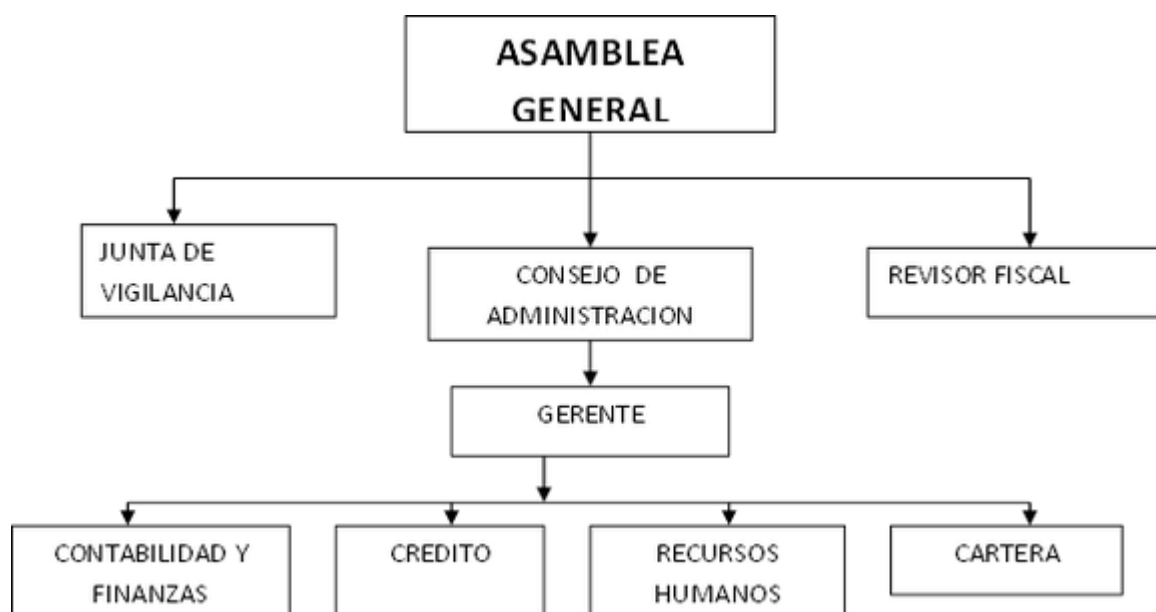 ASAMBLEA
GENERAL
JUNTA DE
VIGILANCIA
CONSEJO DE
ADMINISTRACION
REVISOR FISCAL
GERENTE
CONTABILIDAD Y
FINANZAS
CREDITO
RECURSOS
HUMANOS
CARTERA